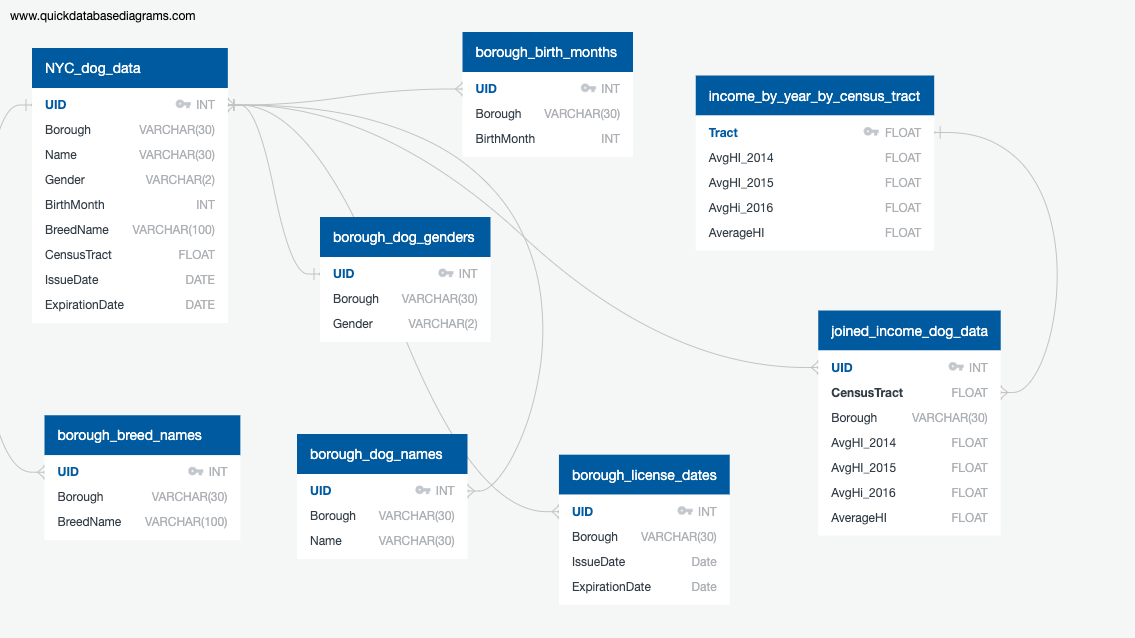 www.quickdatabasediagrams.com
NYC_dog_data
UID INT
Borough VARCHAR(30)
Name VARCHAR(30)
Gender VARCHAR(2)
BirthMonth INT
BreedName VARCHAR(100)
CensusTract FLOAT
IssueDate DATE
ExpirationDate DATE
borough_birth_months
UID INT
Borough VARCHAR(30)
BirthMonth INT
income_by_year_by_census_tract
Tract FLOAT
AvgHI_2014 FLOAT
AvgHI_2015 FLOAT
AvgHi_2016 FLOAT
AverageHI FLOAT
borough_dog_genders
UID INT
Borough VARCHAR(30)
Gender VARCHAR(2)
joined_income_dog_data
UID INT
CensusTract FLOAT
Borough VARCHAR(30)
AvgHI_2014 FLOAT
AvgHI_2015 FLOAT
AvgHi_2016 FLOAT
AverageHI FLOAT
borough_breed_names
UID INT
Borough VARCHAR(30)
BreedName VARCHAR(100)
borough_dog_names
UID INT
Borough VARCHAR(30)
Name VARCHAR(30)
borough_license_dates
UID INT
Borough VARCHAR(30)
IssueDate Date
ExpirationDate Date